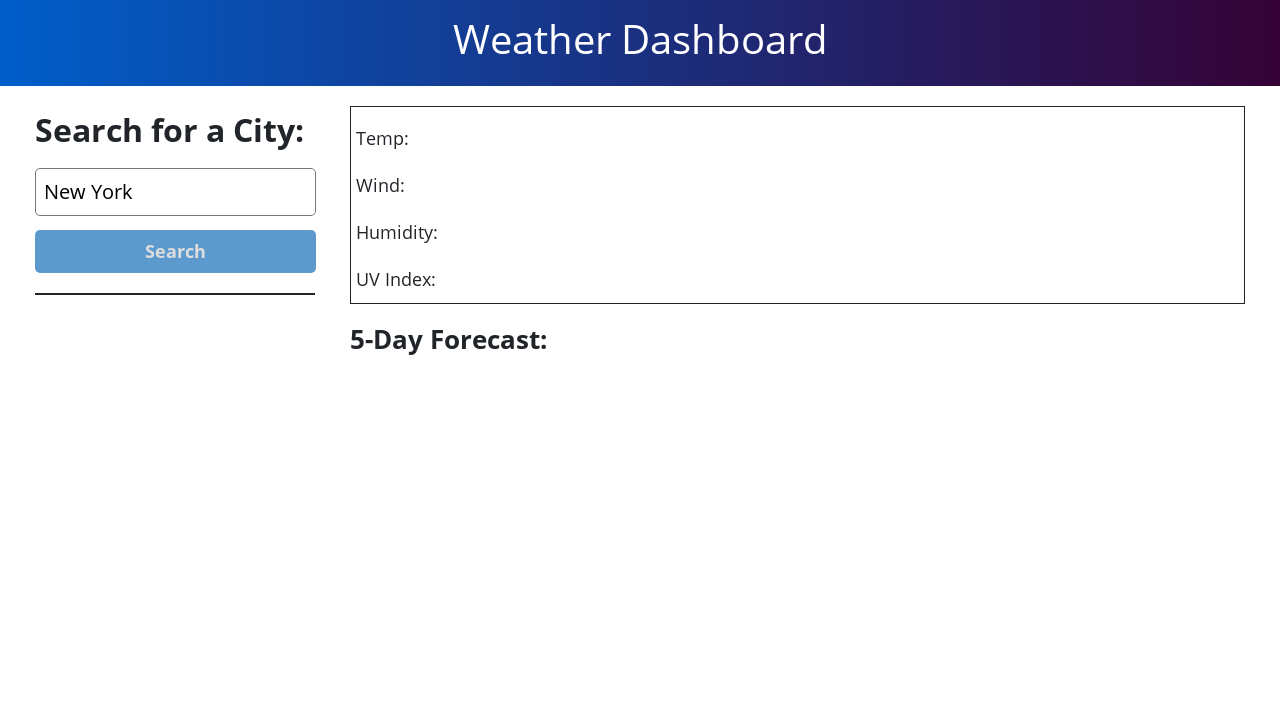 Weather Dashboard
Search for a City:
New York
Search
Temp:
Wind:
Humidity:
UV Index:
5-Day Forecast: